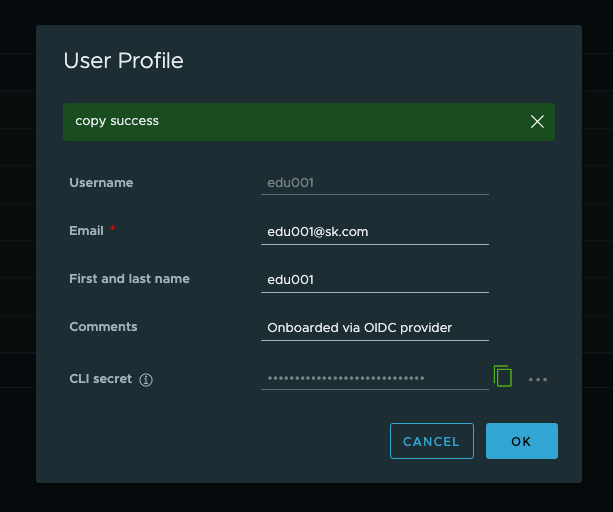 User Profile
copy success
Username edu001
Email * edu001@sk.com
First and last name edu001
Comments Onboarded via OIDC provider
CLI secret ••••••••••••••••••••••••••••
CANCEL OK